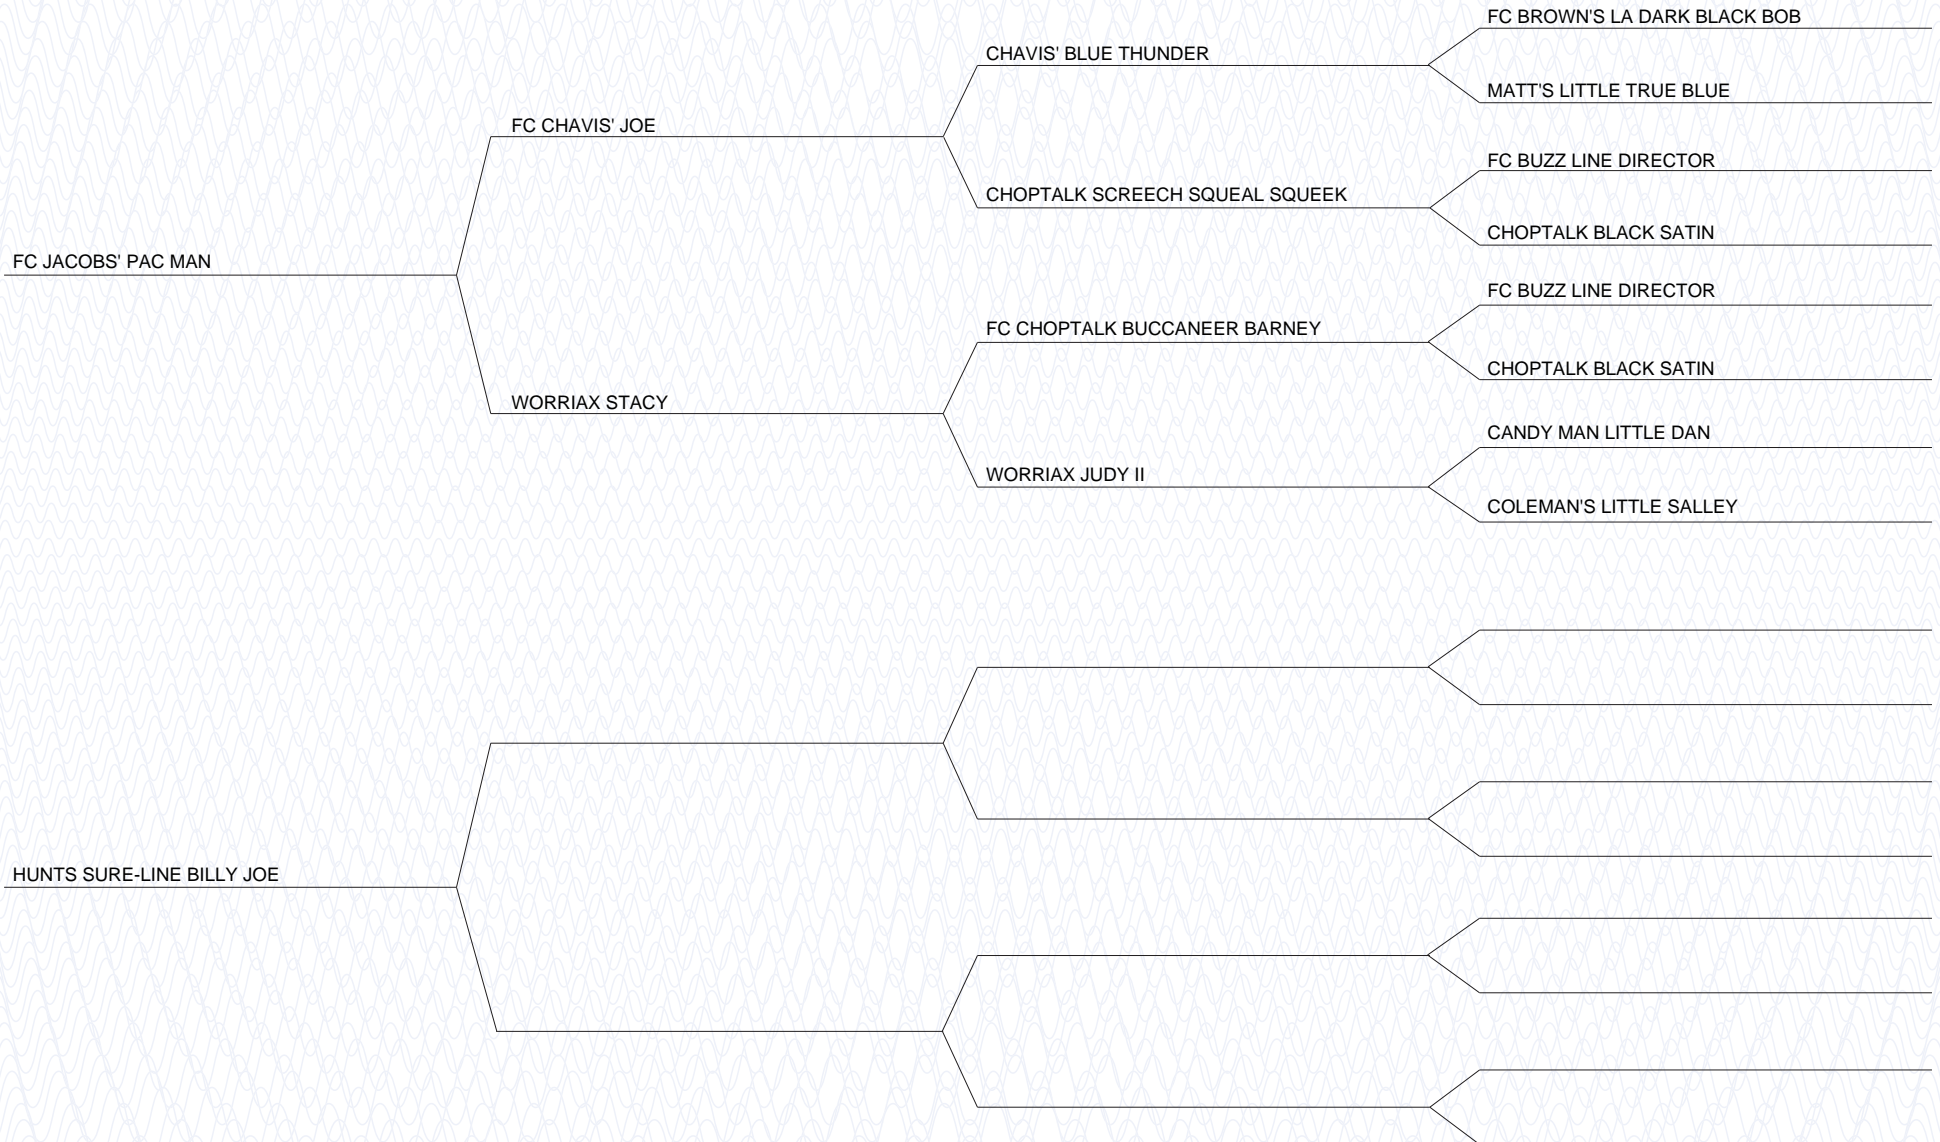 FC BROWN'S LA DARK BLACK BOB
CHAVIS' BLUE THUNDER
MATT'S LITTLE TRUE BLUE
FC CHAVIS' JOE
FC BUZZ LINE DIRECTOR
CHOPTALK SCREECH SQUEAL SQUEEK
CHOPTALK BLACK SATIN
FC JACOBS' PAC MAN
FC BUZZ LINE DIRECTOR
FC CHOPTALK BUCCANEER BARNEY
CHOPTALK BLACK SATIN
WORRIAX STACY
CANDY MAN LITTLE DAN
WORRIAX JUDY II
COLEMAN'S LITTLE SALLEY
HUNTS SURE-LINE BILLY JOE